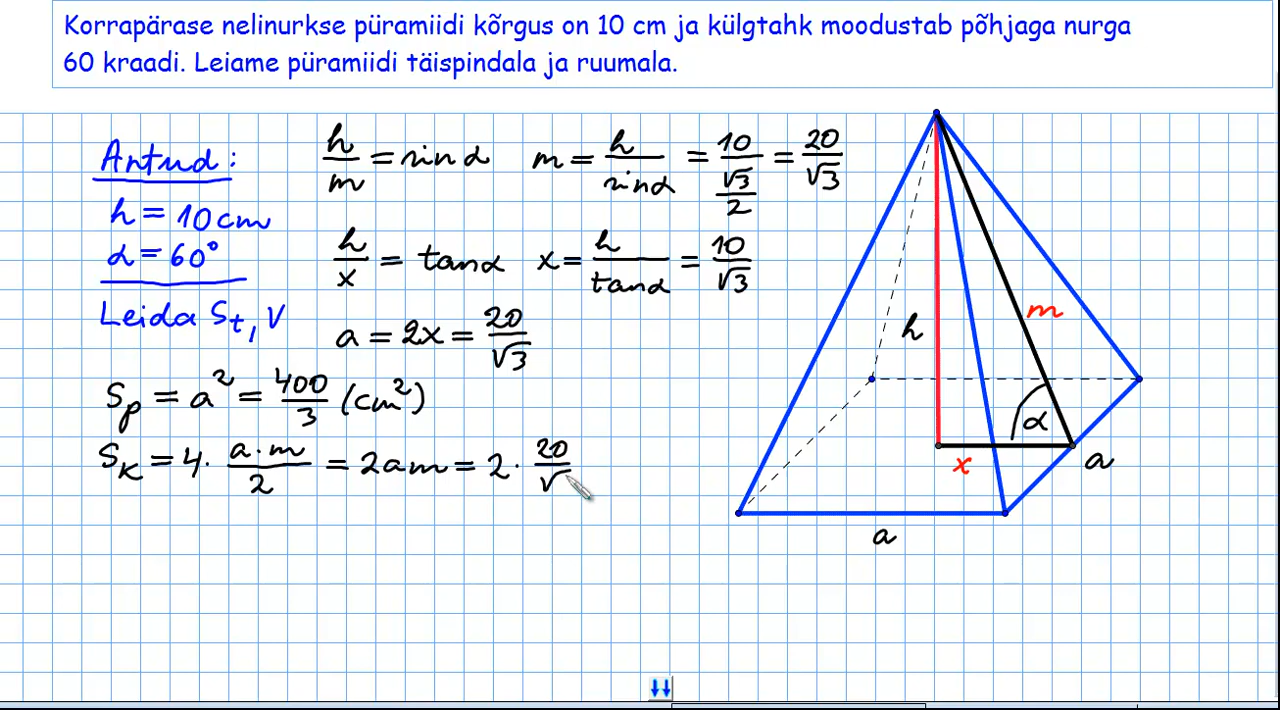 Korrapärase nelinurkse püramiidi kõrgus on 10 cm ja külgtahk moodustab põhjaga nurga
60 kraadi. Leiame püramiidi täispindala ja ruumala.
Antud:
h = 10 cm
α = 60°
Leida St, V
h/m = sin α   m = h/sin α = 10/(√3/2) = 20/√3
h/x = tan α   x = h/tan α = 10/√3
a = 2x = 20/√3
Sp = a² = 400/3 (cm²)
SK = 4 · (a · m)/2 = 2am = 2 · 20/√
h
m
α
x
a
a